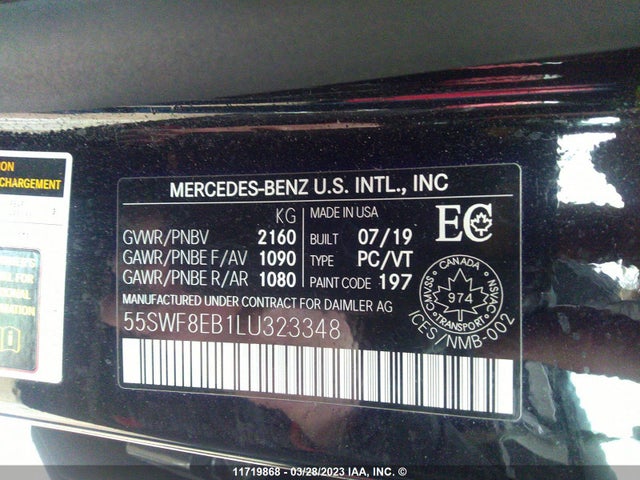 ION
CHARGEMENT
MERCEDES-BENZ U.S. INTL., INC
KG
MADE IN USA
EC
GVWR/PNBV 2160
BUILT 07/19
GAWR/PNBE F/AV 1090
TYPE PC/VT
GAWR/PNBE R/AR 1080
PAINT CODE 197
MANUFACTURED UNDER CONTRACT FOR DAIMLER AG
CANADA
CMVSS
NSVAC
974
TRANSPORT
ICES/NMB-002
55SWF8EB1LU323348
11719868 - 03/28/2023 IAA, INC. ©